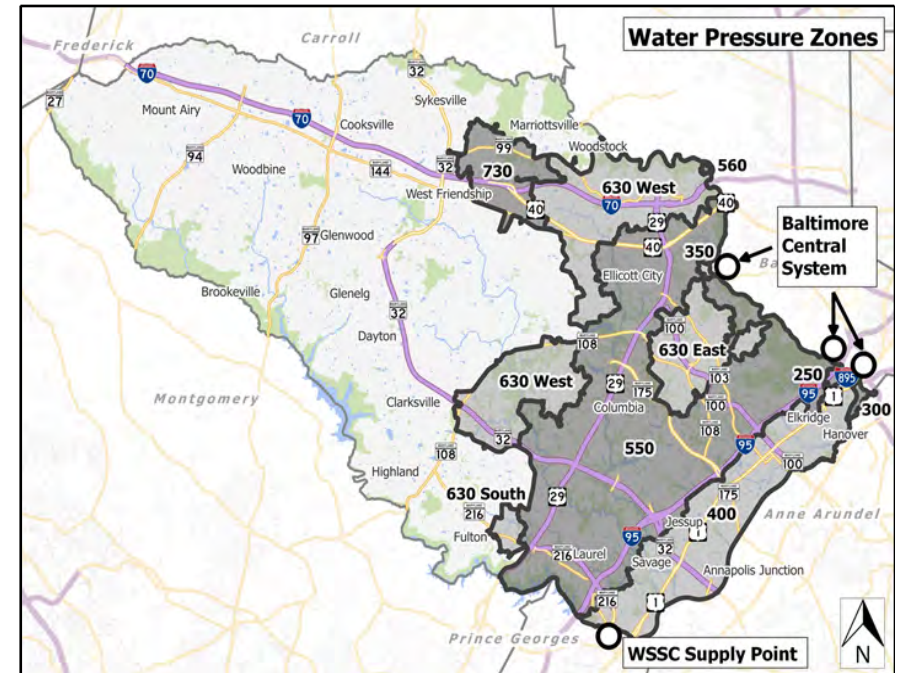 Water Pressure Zones
Frederick
Carroll
70
32
27
Mount Airy
70
Cooksville
Sykesville
Marriottsville
99
Woodstock
94
Woodbine
144
32
730
560
630 West
West Friendship
70
40
40
29
97
Glenwood
40
350
Baltimore
Central
System
Ba
Ellicott City
Brookeville
Glenelg
32
Dayton
108
100
630 East
630 West
29
175
103
250
895
95
1
300
Montgomery
Clarksville
Columbia
100
Elkridge
108
Hanover
32
550
95
100
108
Highland
175
630 South
29
400
Anne Arundel
216
Jessup
1
Fulton
95
32
216
Laurel
Savage
Annapolis Junction
216
1
Prince Georges
WSSC Supply Point
N